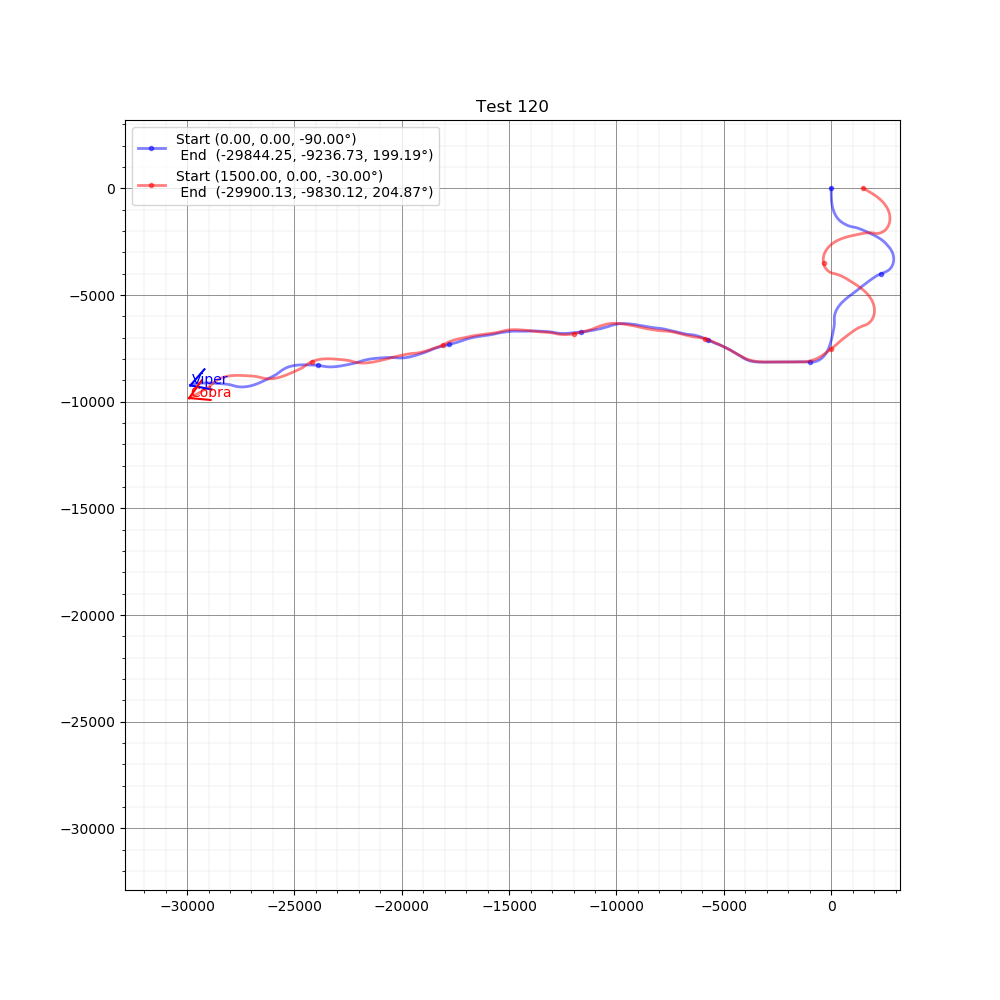 Test 120
Start (0.00, 0.00, -90.00°)
End (-29844.25, -9236.73, 199.19°)
Start (1500.00, 0.00, -30.00°)
End (-29900.13, -9830.12, 204.87°)
0
−5000
−10000
−15000
−20000
−25000
−30000
Viper
Cobra
−30000 −25000 −20000 −15000 −10000 −5000 0